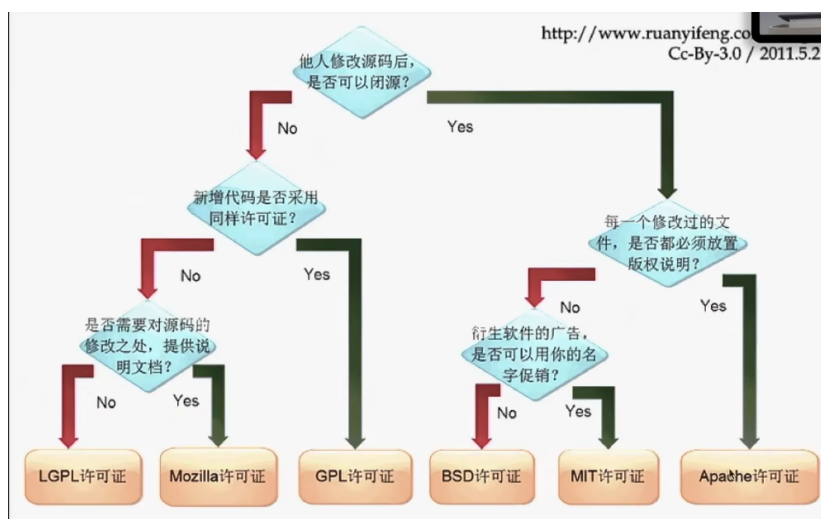 http://www.ruanyifeng.co
Cc-By-3.0 / 2011.5.2
他人修改源码后，
是否可以闭源？
No
Yes
新增代码是否采用
同样许可证？
每一个修改过的文
件，是否都必须放置
版权说明？
No
Yes
No
Yes
是否需要对源码的
修改之处，提供说
明文档？
衍生软件的广告，
是否可以用你的名
字促销？
No
Yes
No
Yes
LGPL许可证
Mozilla许可证
GPL许可证
BSD许可证
MIT许可证
Apache许可证